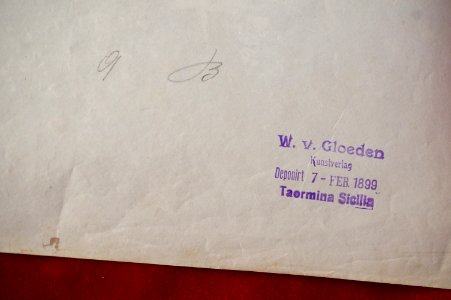 9 B
W. v. Gloeden
Kunstverlag
Deponirt 7 - FEB. 1899
Taormina Sicilia